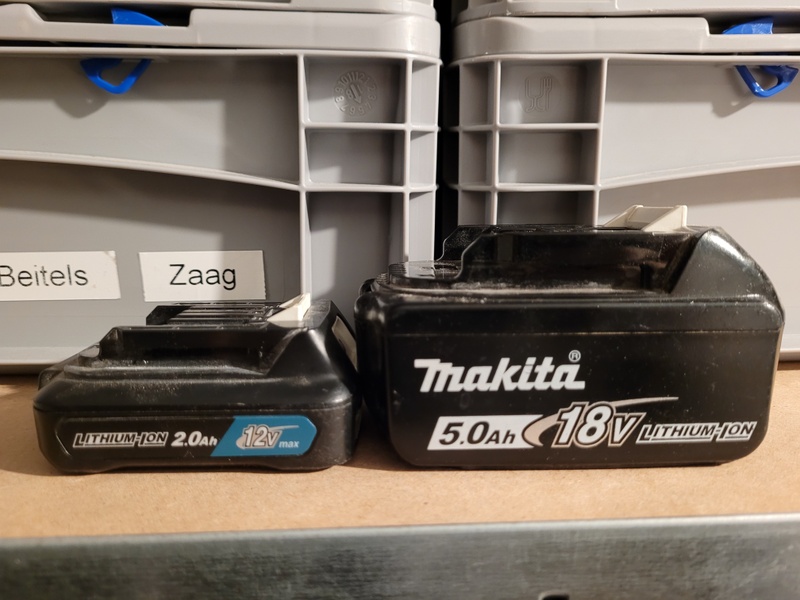 Beitels
Zaag
LITHIUM-ION 2.0Ah 12V max
makita®
5.0Ah 18V LITHIUM-ION